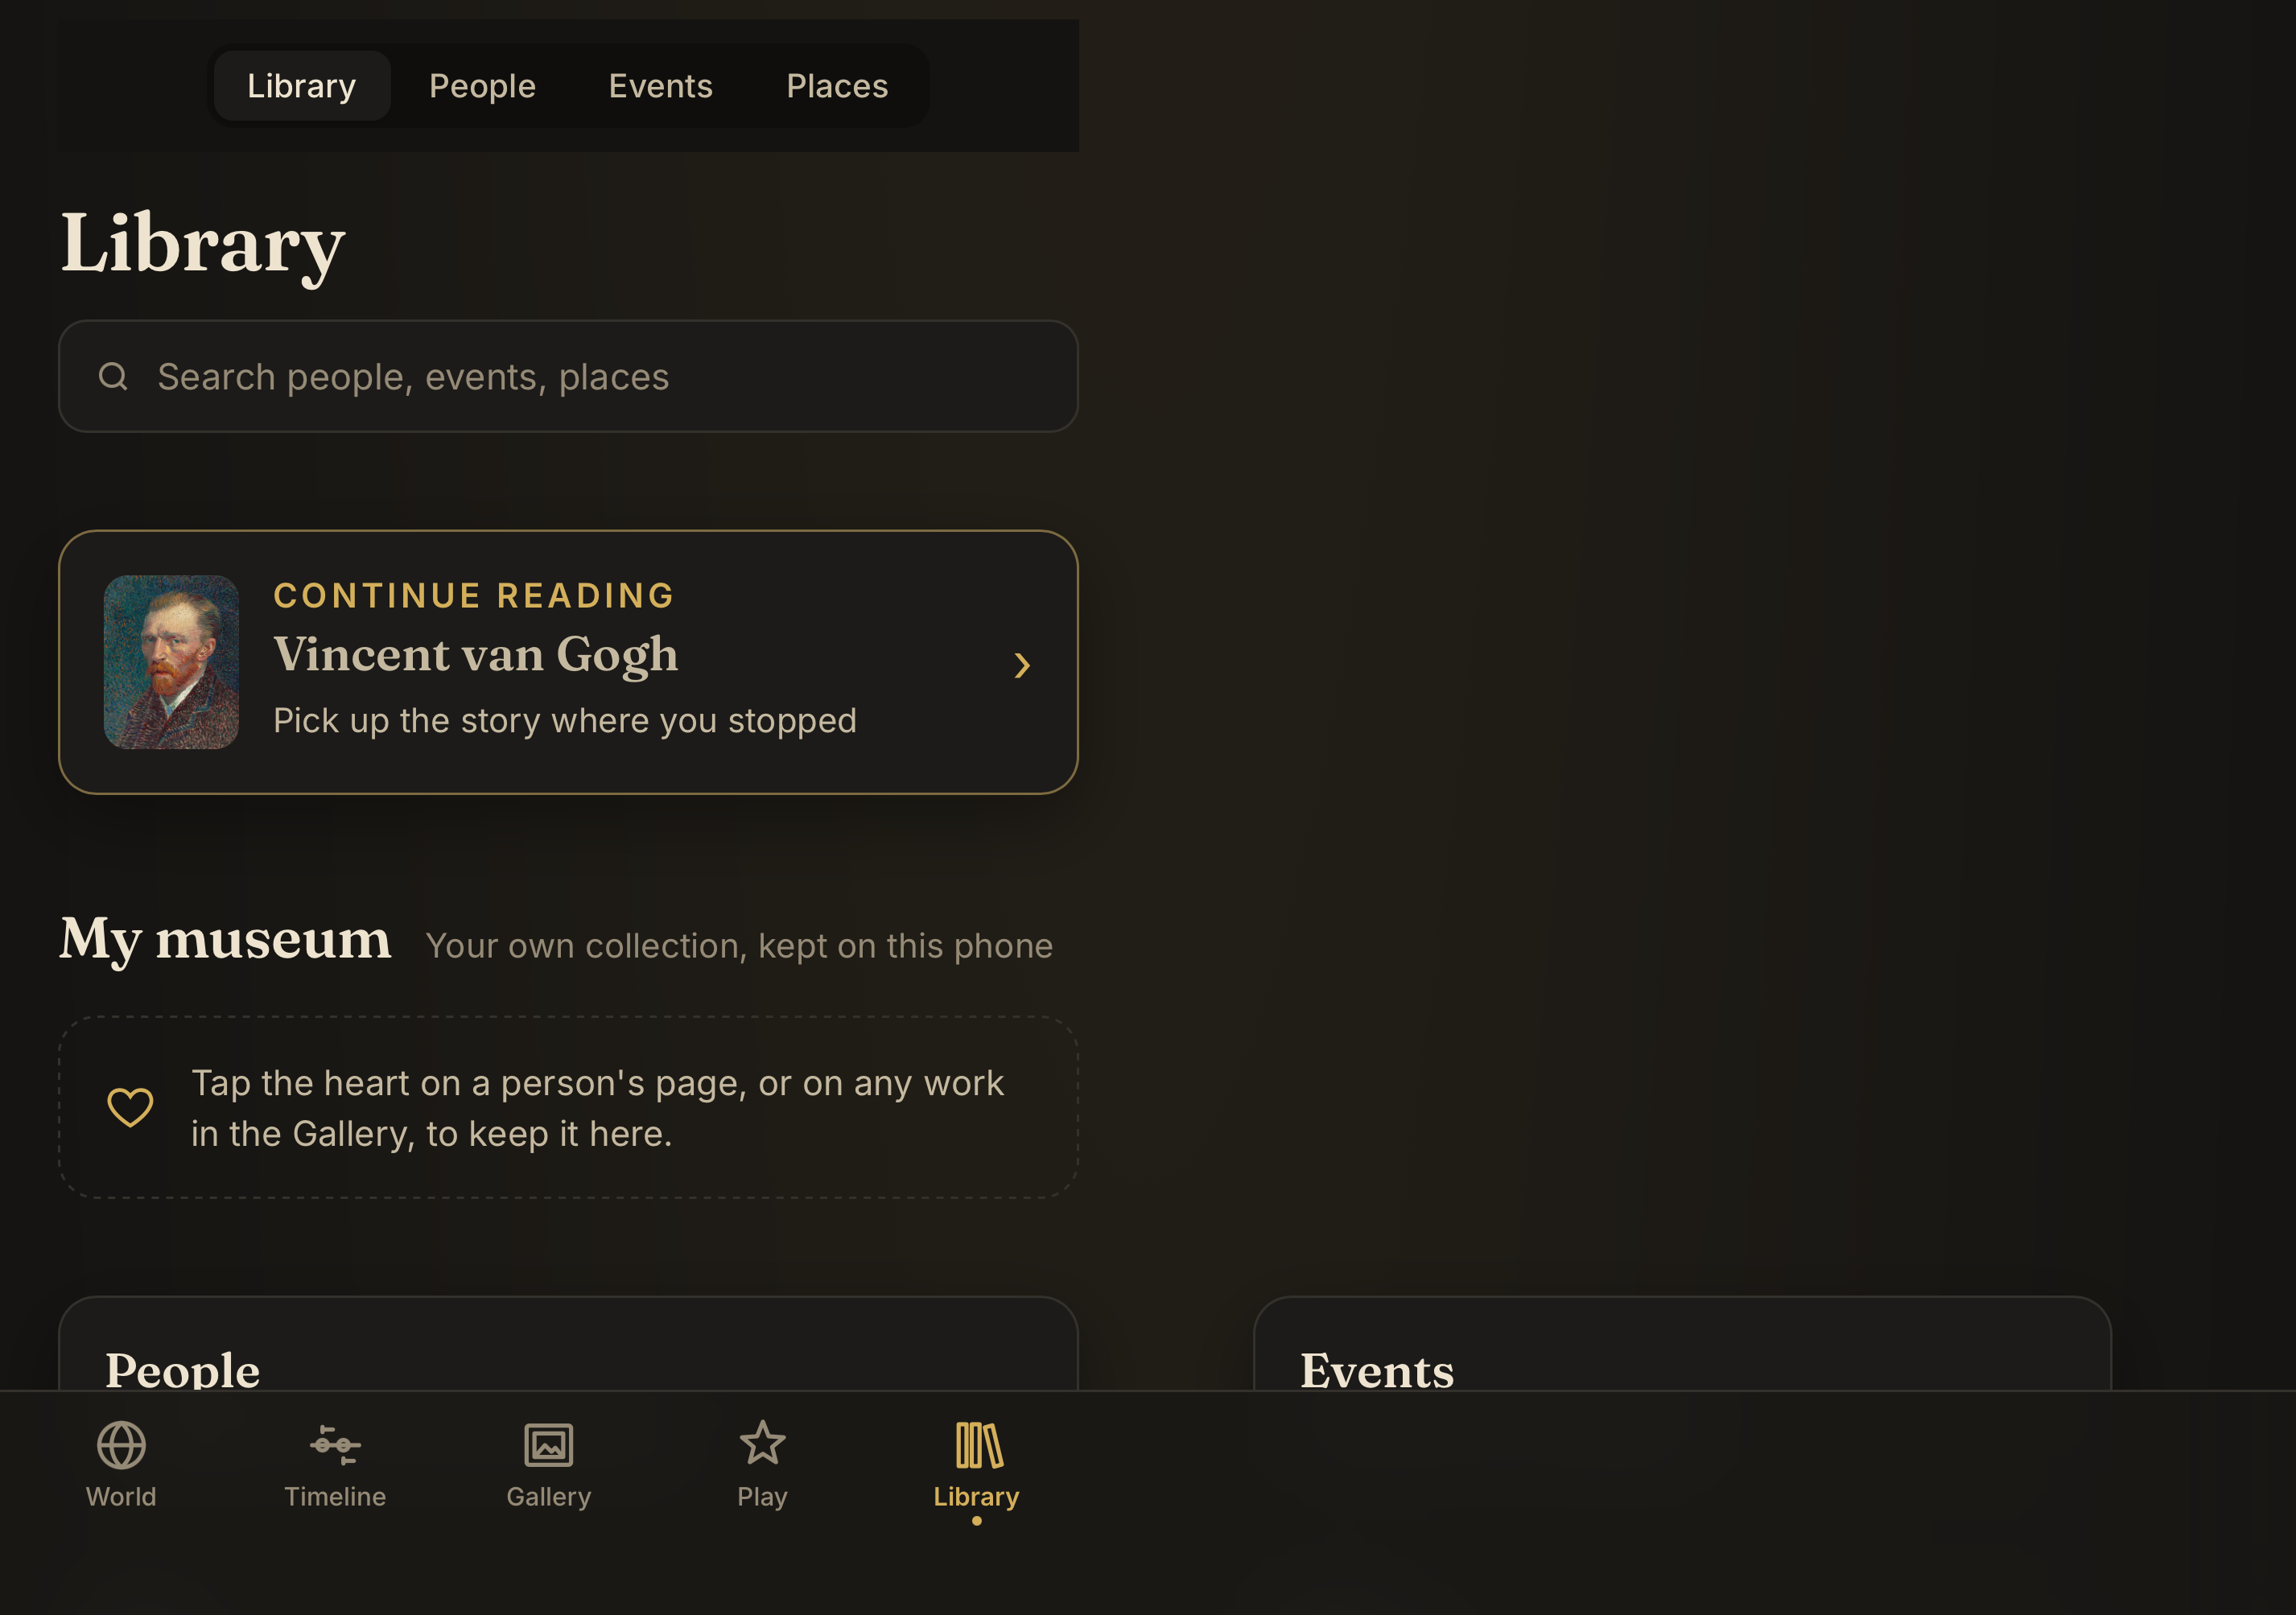 Library People Events Places
Library
Search people, events, places
CONTINUE READING
Vincent van Gogh
Pick up the story where you stopped
My museum Your own collection, kept on this phone
Tap the heart on a person's page, or on any work
in the Gallery, to keep it here.
People
Events
World Timeline Gallery Play Library